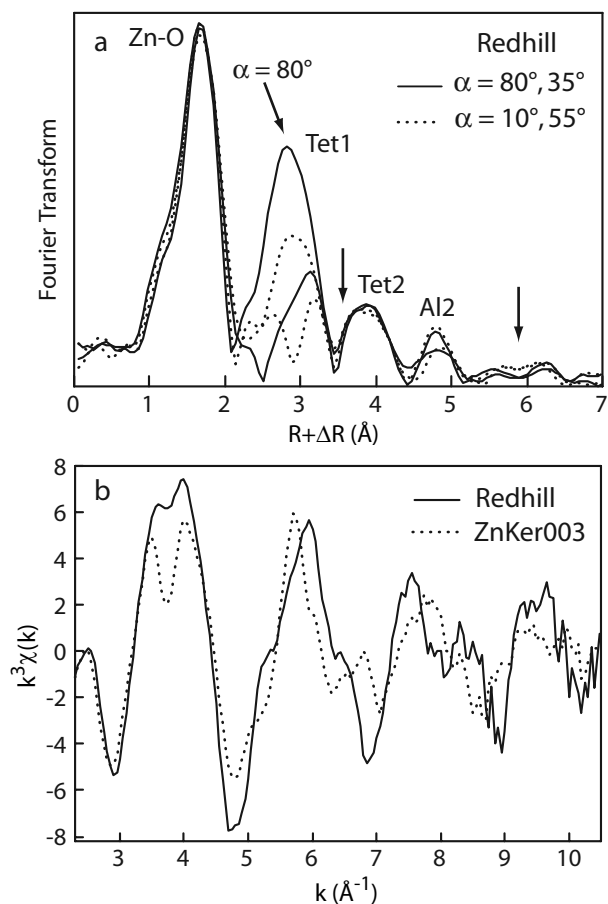 a
Zn-O
α = 80°
Redhill
α = 80°, 35°
α = 10°, 55°
Tet1
Tet2
Al2
Fourier Transform
0 1 2 3 4 5 6 7
R+ΔR (Å)
b
Redhill
ZnKer003
8
6
4
2
0
-2
-4
-6
-8
k³χ(k)
3 4 5 6 7 8 9 10
k (Å⁻¹)